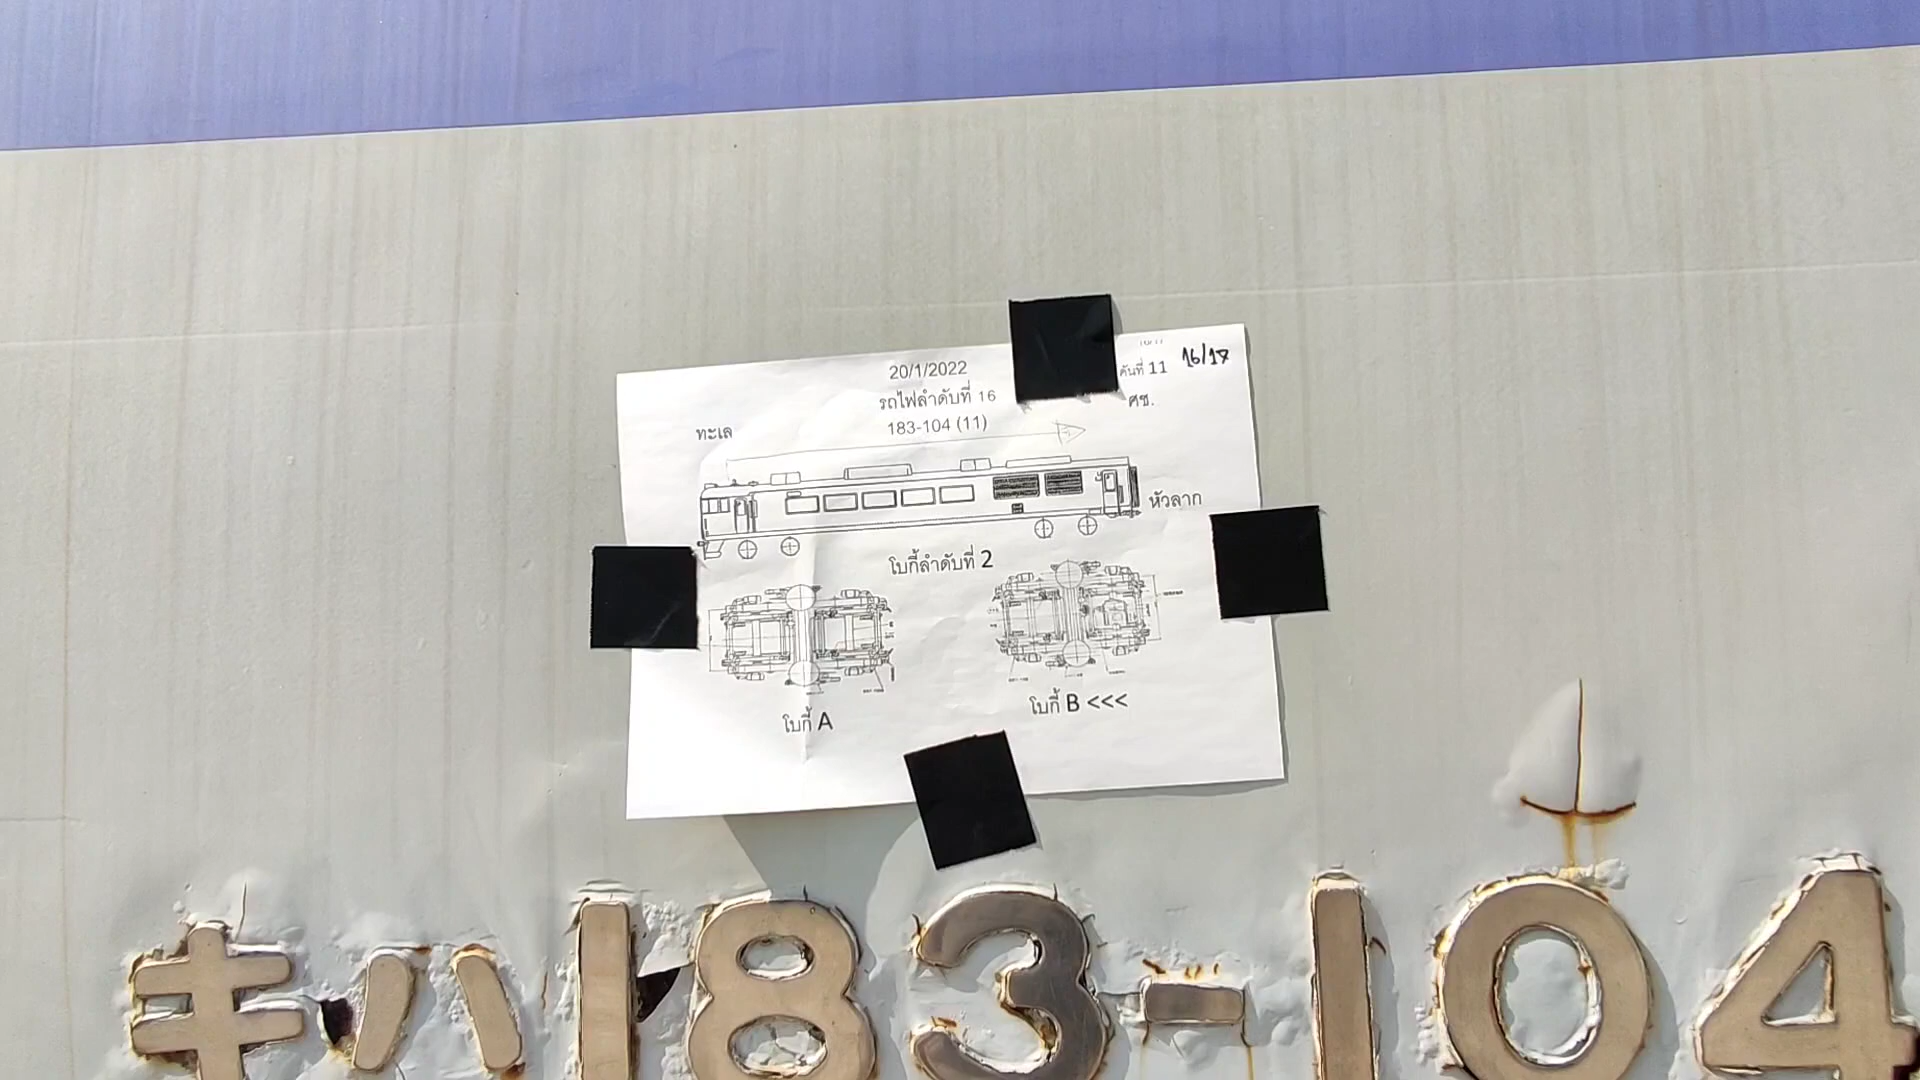 20/1/2022
คันที่ 11
16/17
รถไฟลำดับที่ 16
ศซ.
ทะเล
183-104 (11)
หัวลาก
โบกี้ลำดับที่ 2
โบกี้ A
โบกี้ B <<<
キハ183-104